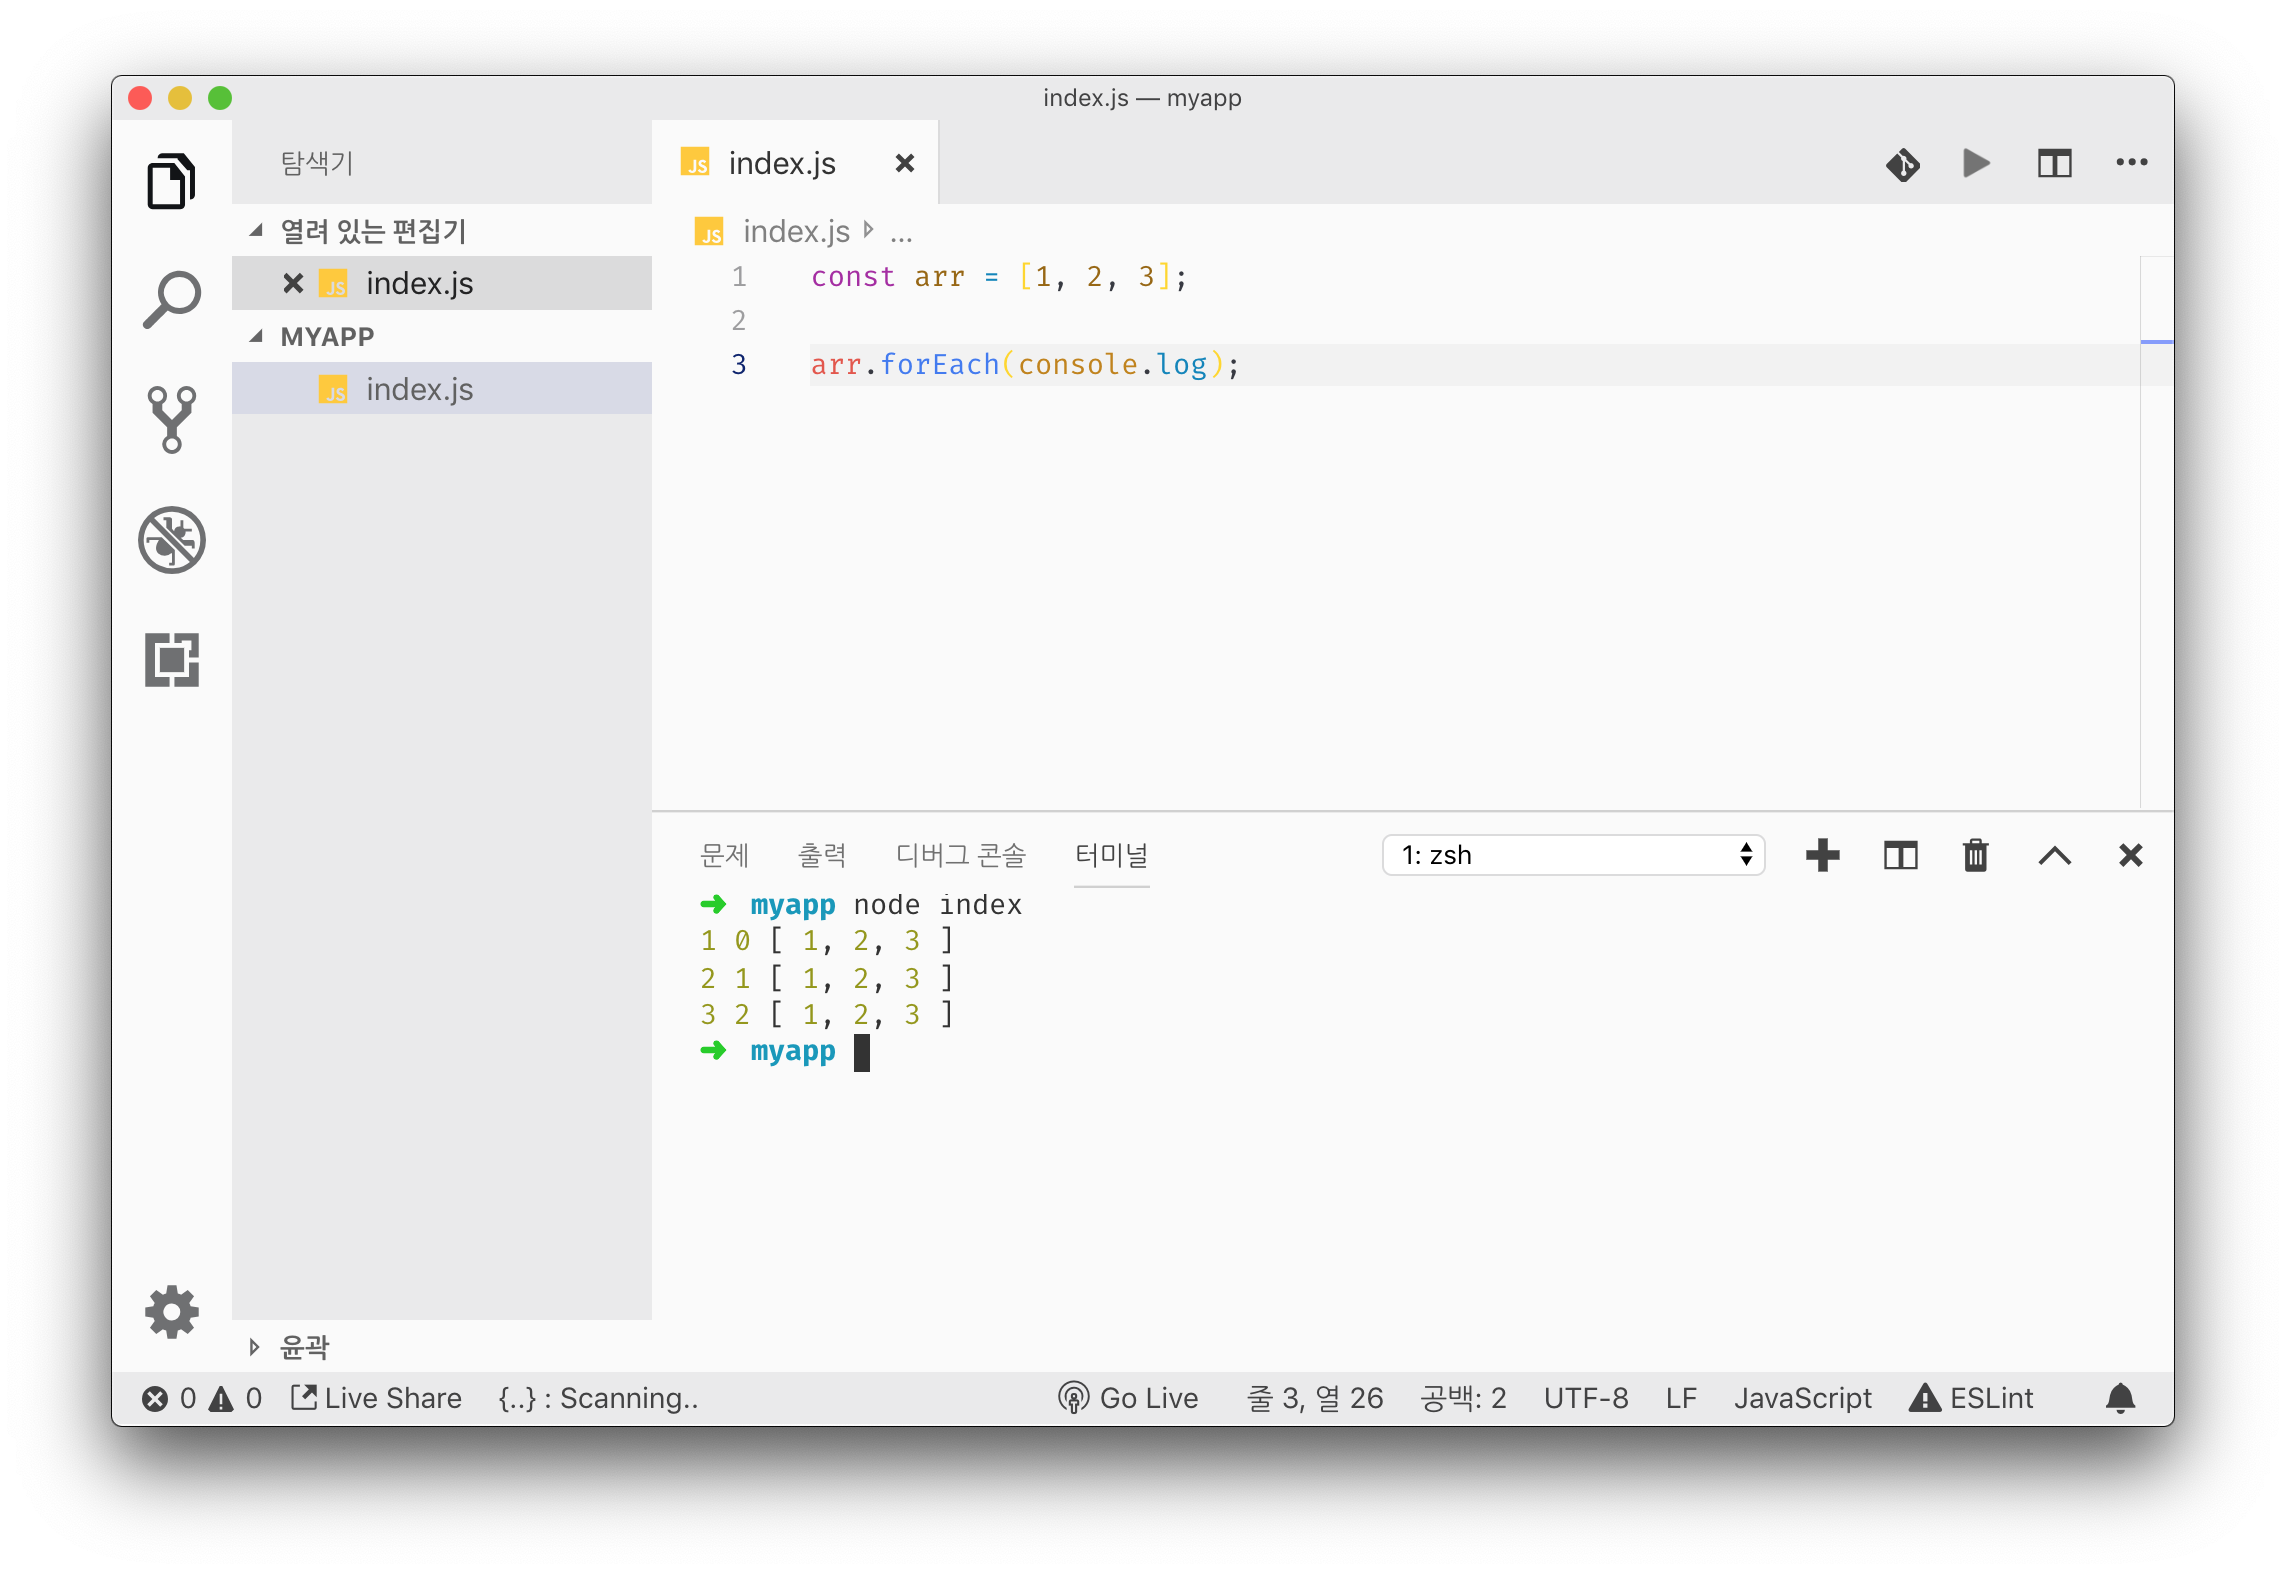 index.js — myapp
탐색기
열려 있는 편집기
JS index.js
MYAPP
JS index.js
윤곽
JS index.js
JS index.js ...
1 const arr = [1, 2, 3];
2
3 arr.forEach(console.log);
문제 출력 디버그 콘솔 터미널 1: zsh
➜ myapp node index
1 0 [ 1, 2, 3 ]
2 1 [ 1, 2, 3 ]
3 2 [ 1, 2, 3 ]
➜ myapp
0 0 Live Share {..} : Scanning.. Go Live 줄 3, 열 26 공백: 2 UTF-8 LF JavaScript ESLint